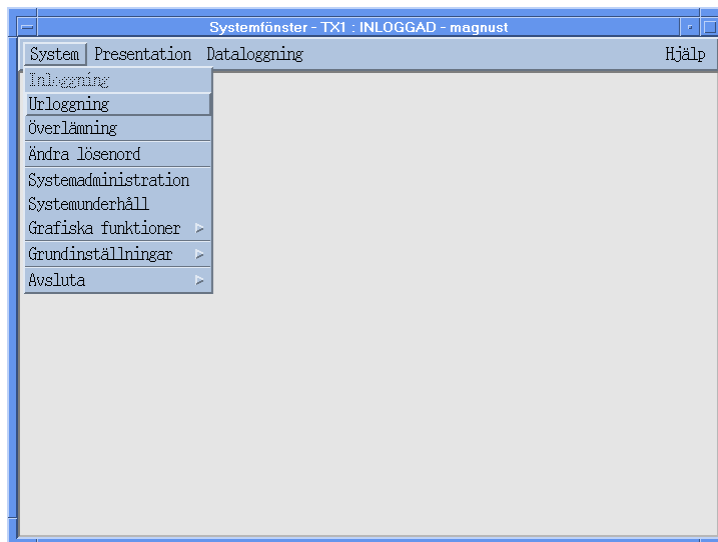 Systemfönster - TX1 : INLOGGAD - magnust
System Presentation Dataloggning Hjälp
Inloggning
Urloggning
Överlämning
Ändra lösenord
Systemadministration
Systemunderhåll
Grafiska funktioner
Grundinställningar
Avsluta